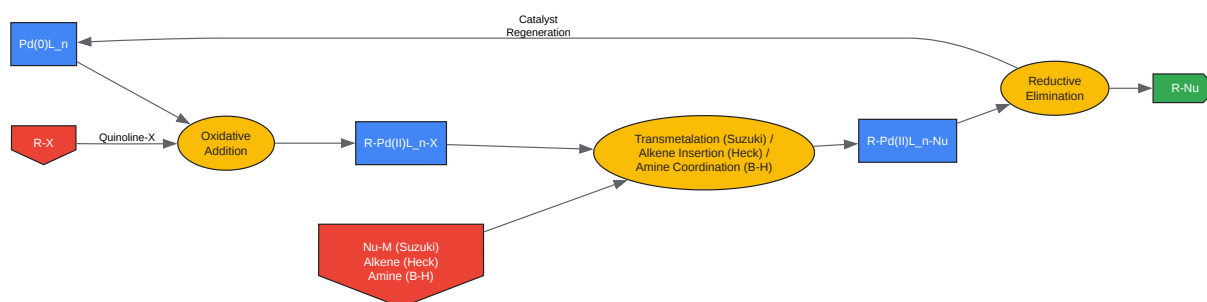 Catalyst
Regeneration
Pd(0)L_n
Reductive
Elimination
R-Nu
R-X
Quinoline-X
Oxidative
Addition
R-Pd(II)L_n-X
Transmetalation (Suzuki) /
Alkene Insertion (Heck) /
Amine Coordination (B-H)
R-Pd(II)L_n-Nu
Nu-M (Suzuki)
Alkene (Heck)
Amine (B-H)